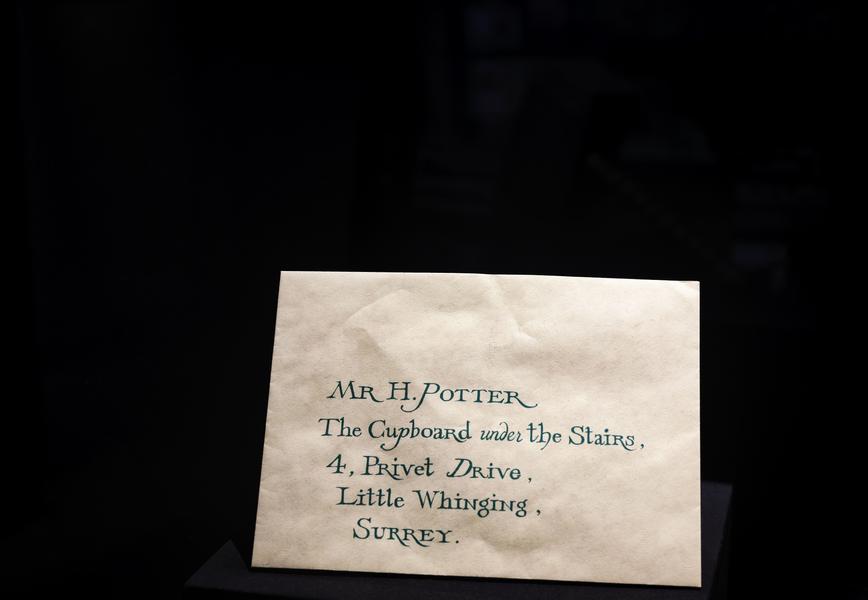 Mr H. Potter
The Cupboard under the Stairs,
4, Privet Drive,
Little Whinging,
Surrey.